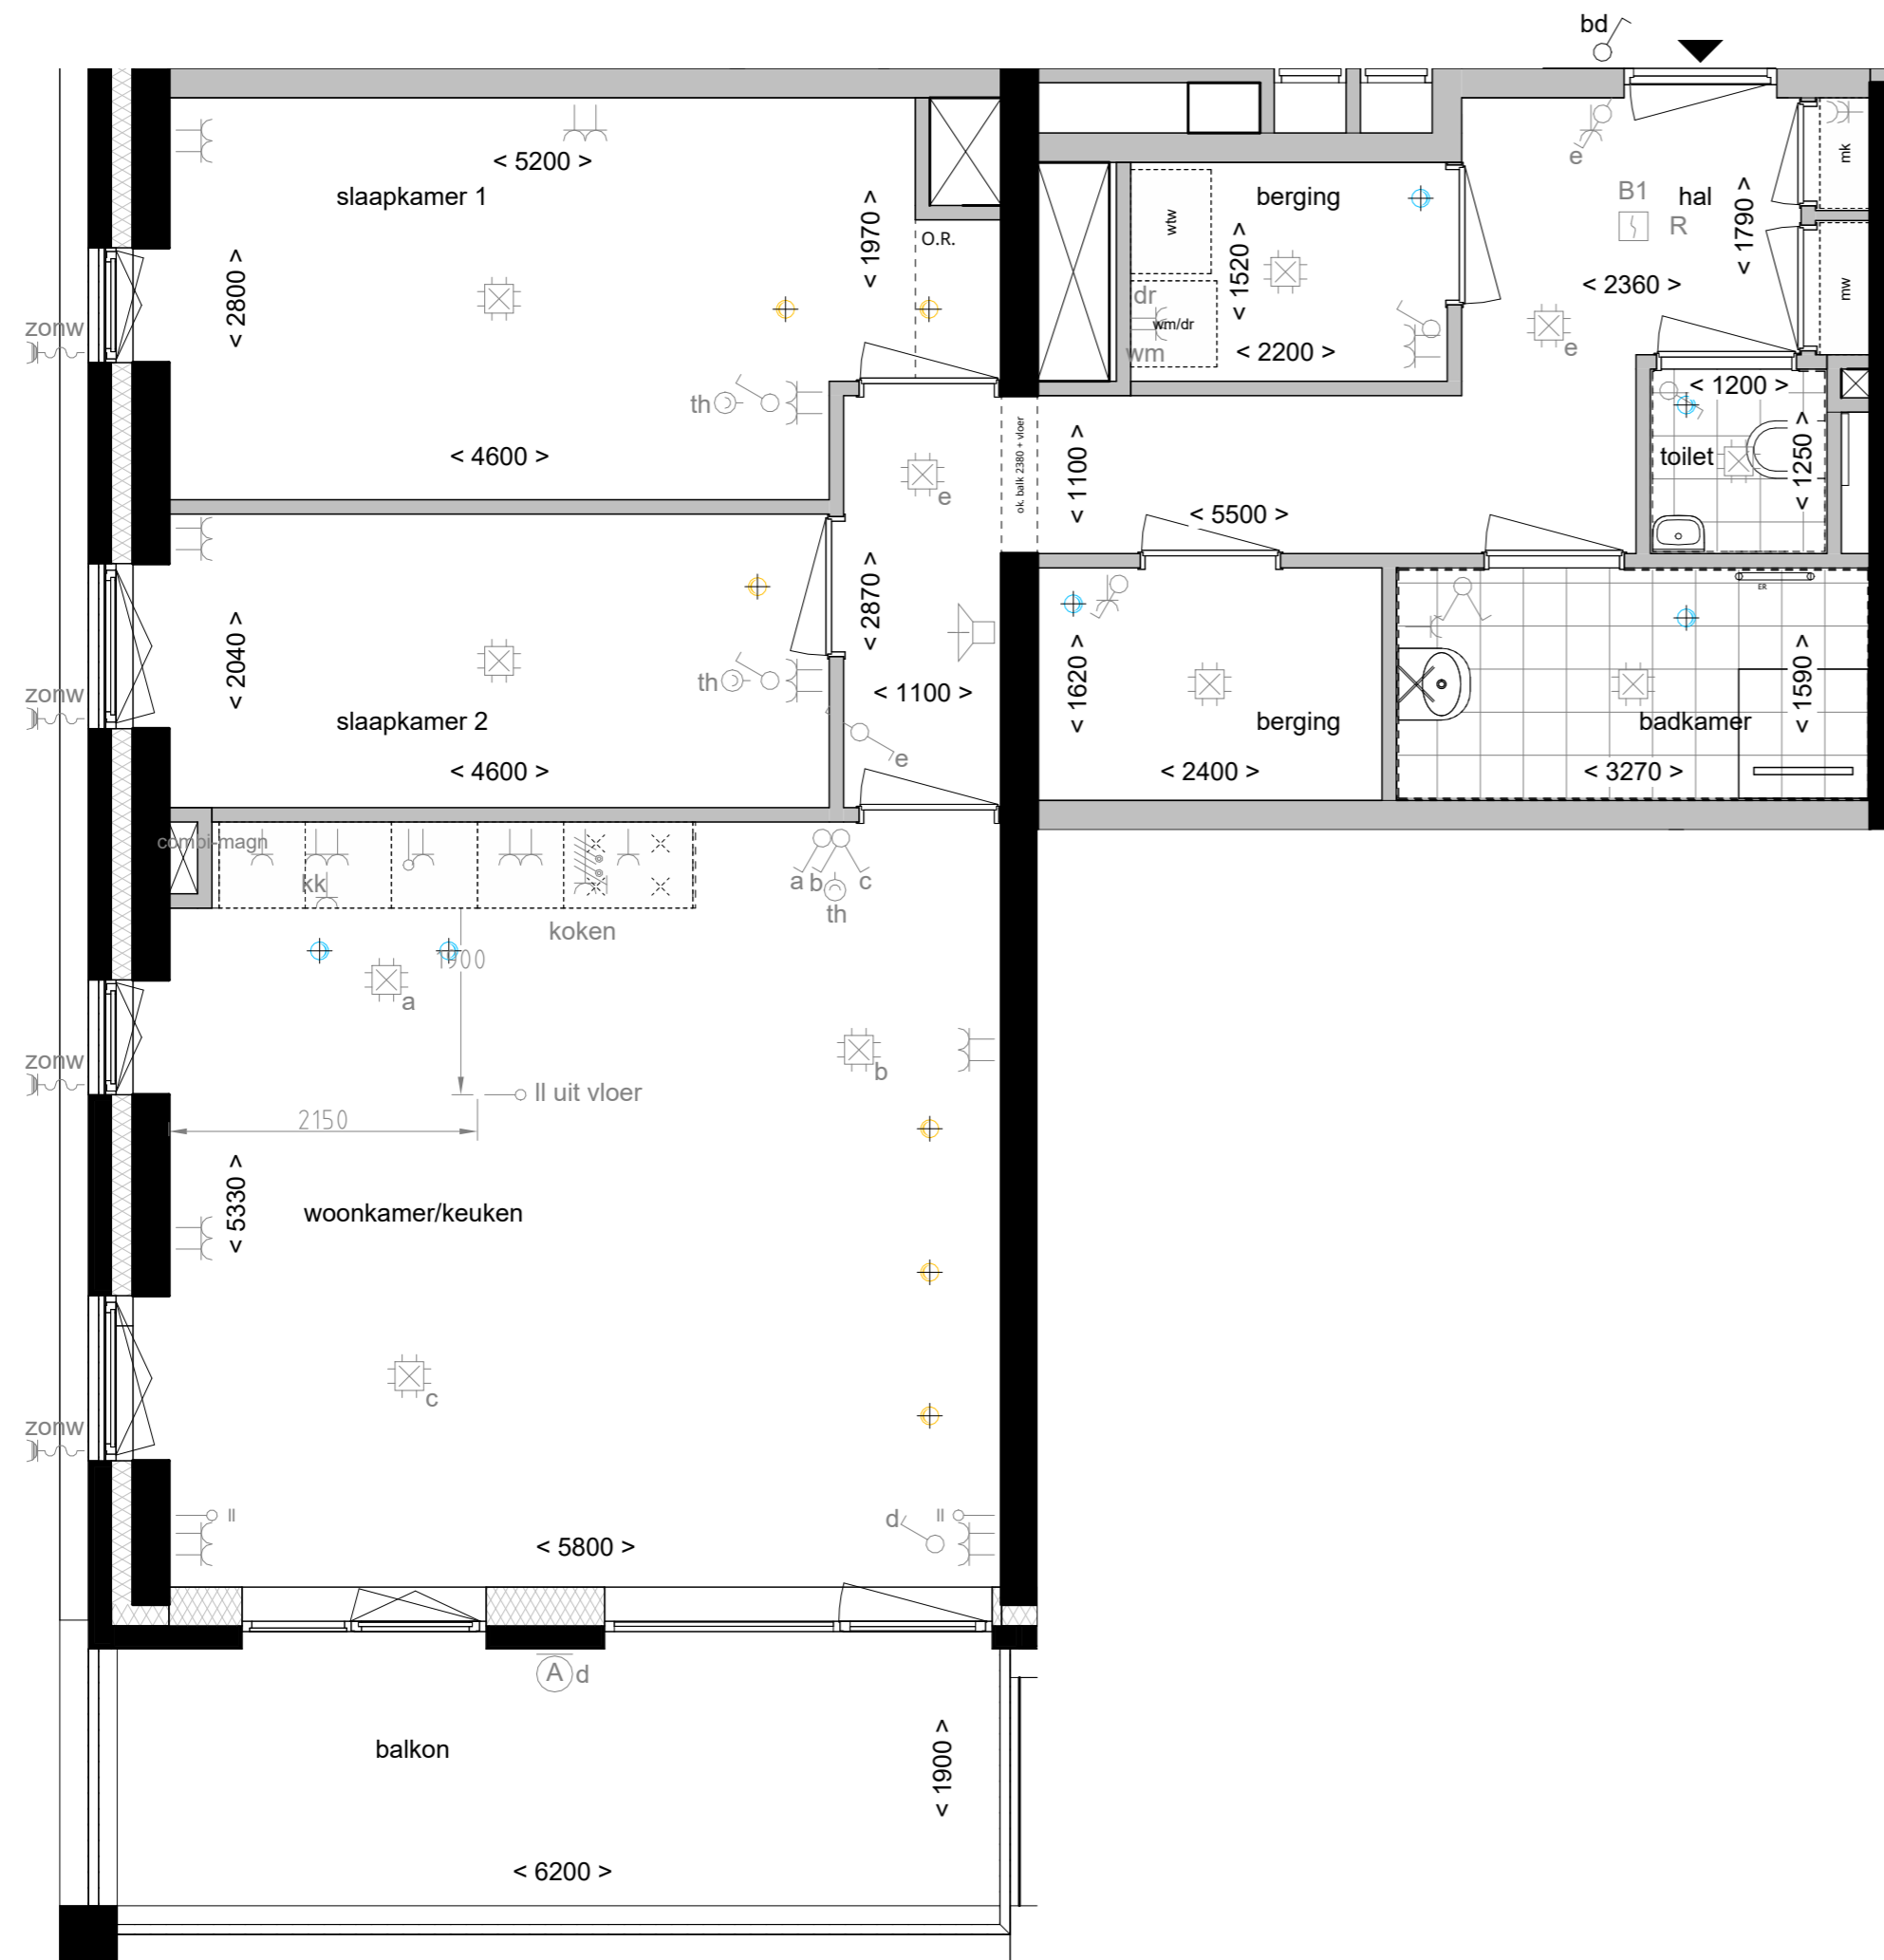 bd
< 5200 >
slaapkamer 1
< 1970 >
O.R.
< 2800 >
zonw
th
< 4600 >
wtw
berging
< 1520 >
dr
wm/dr
wm
< 2200 >
e
B1
R
hal
< 1790 >
mk
mw
< 2360 >
e
< 1200 >
toilet
< 1250 >
e
ok. balk 2380 + vloer
< 1100 >
< 5500 >
< 2870 >
< 2040 >
zonw
th
slaapkamer 2
< 4600 >
< 1100 >
e
< 1620 >
berging
< 2400 >
ER
< 1590 >
badkamer
< 3270 >
combi-magn
kk
koken
a
b
c
th
1900
a
b
zonw
ll uit vloer
2150
< 5330 >
woonkamer/keuken
c
zonw
ll
d
ll
< 5800 >
A
d
balkon
< 1900 >
< 6200 >